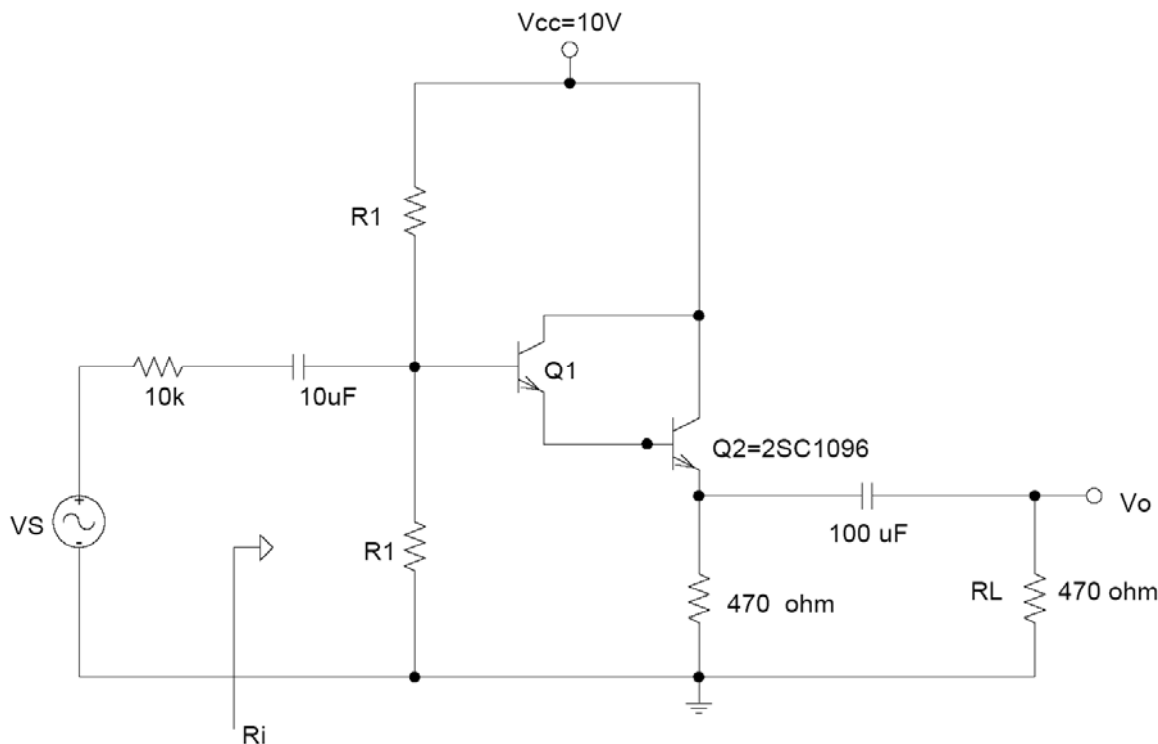 Vcc=10V
R1
Q1
10k
10uF
Q2=2SC1096
VS
+
-
R1
100 uF
Vo
470 ohm
RL
470 ohm
Ri